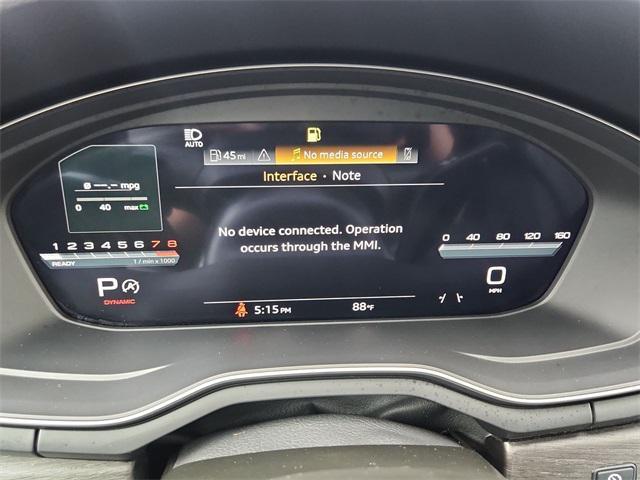 AUTO
45 mi
No media source
Interface · Note
Ø --.- mpg
0 40 max
No device connected. Operation
occurs through the MMI.
1 2 3 4 5 6 7 8
READY 1 / min x 1000
0 40 80 120 160
P
DYNAMIC
0
MPH
5:15 PM 88°F
-/ |-